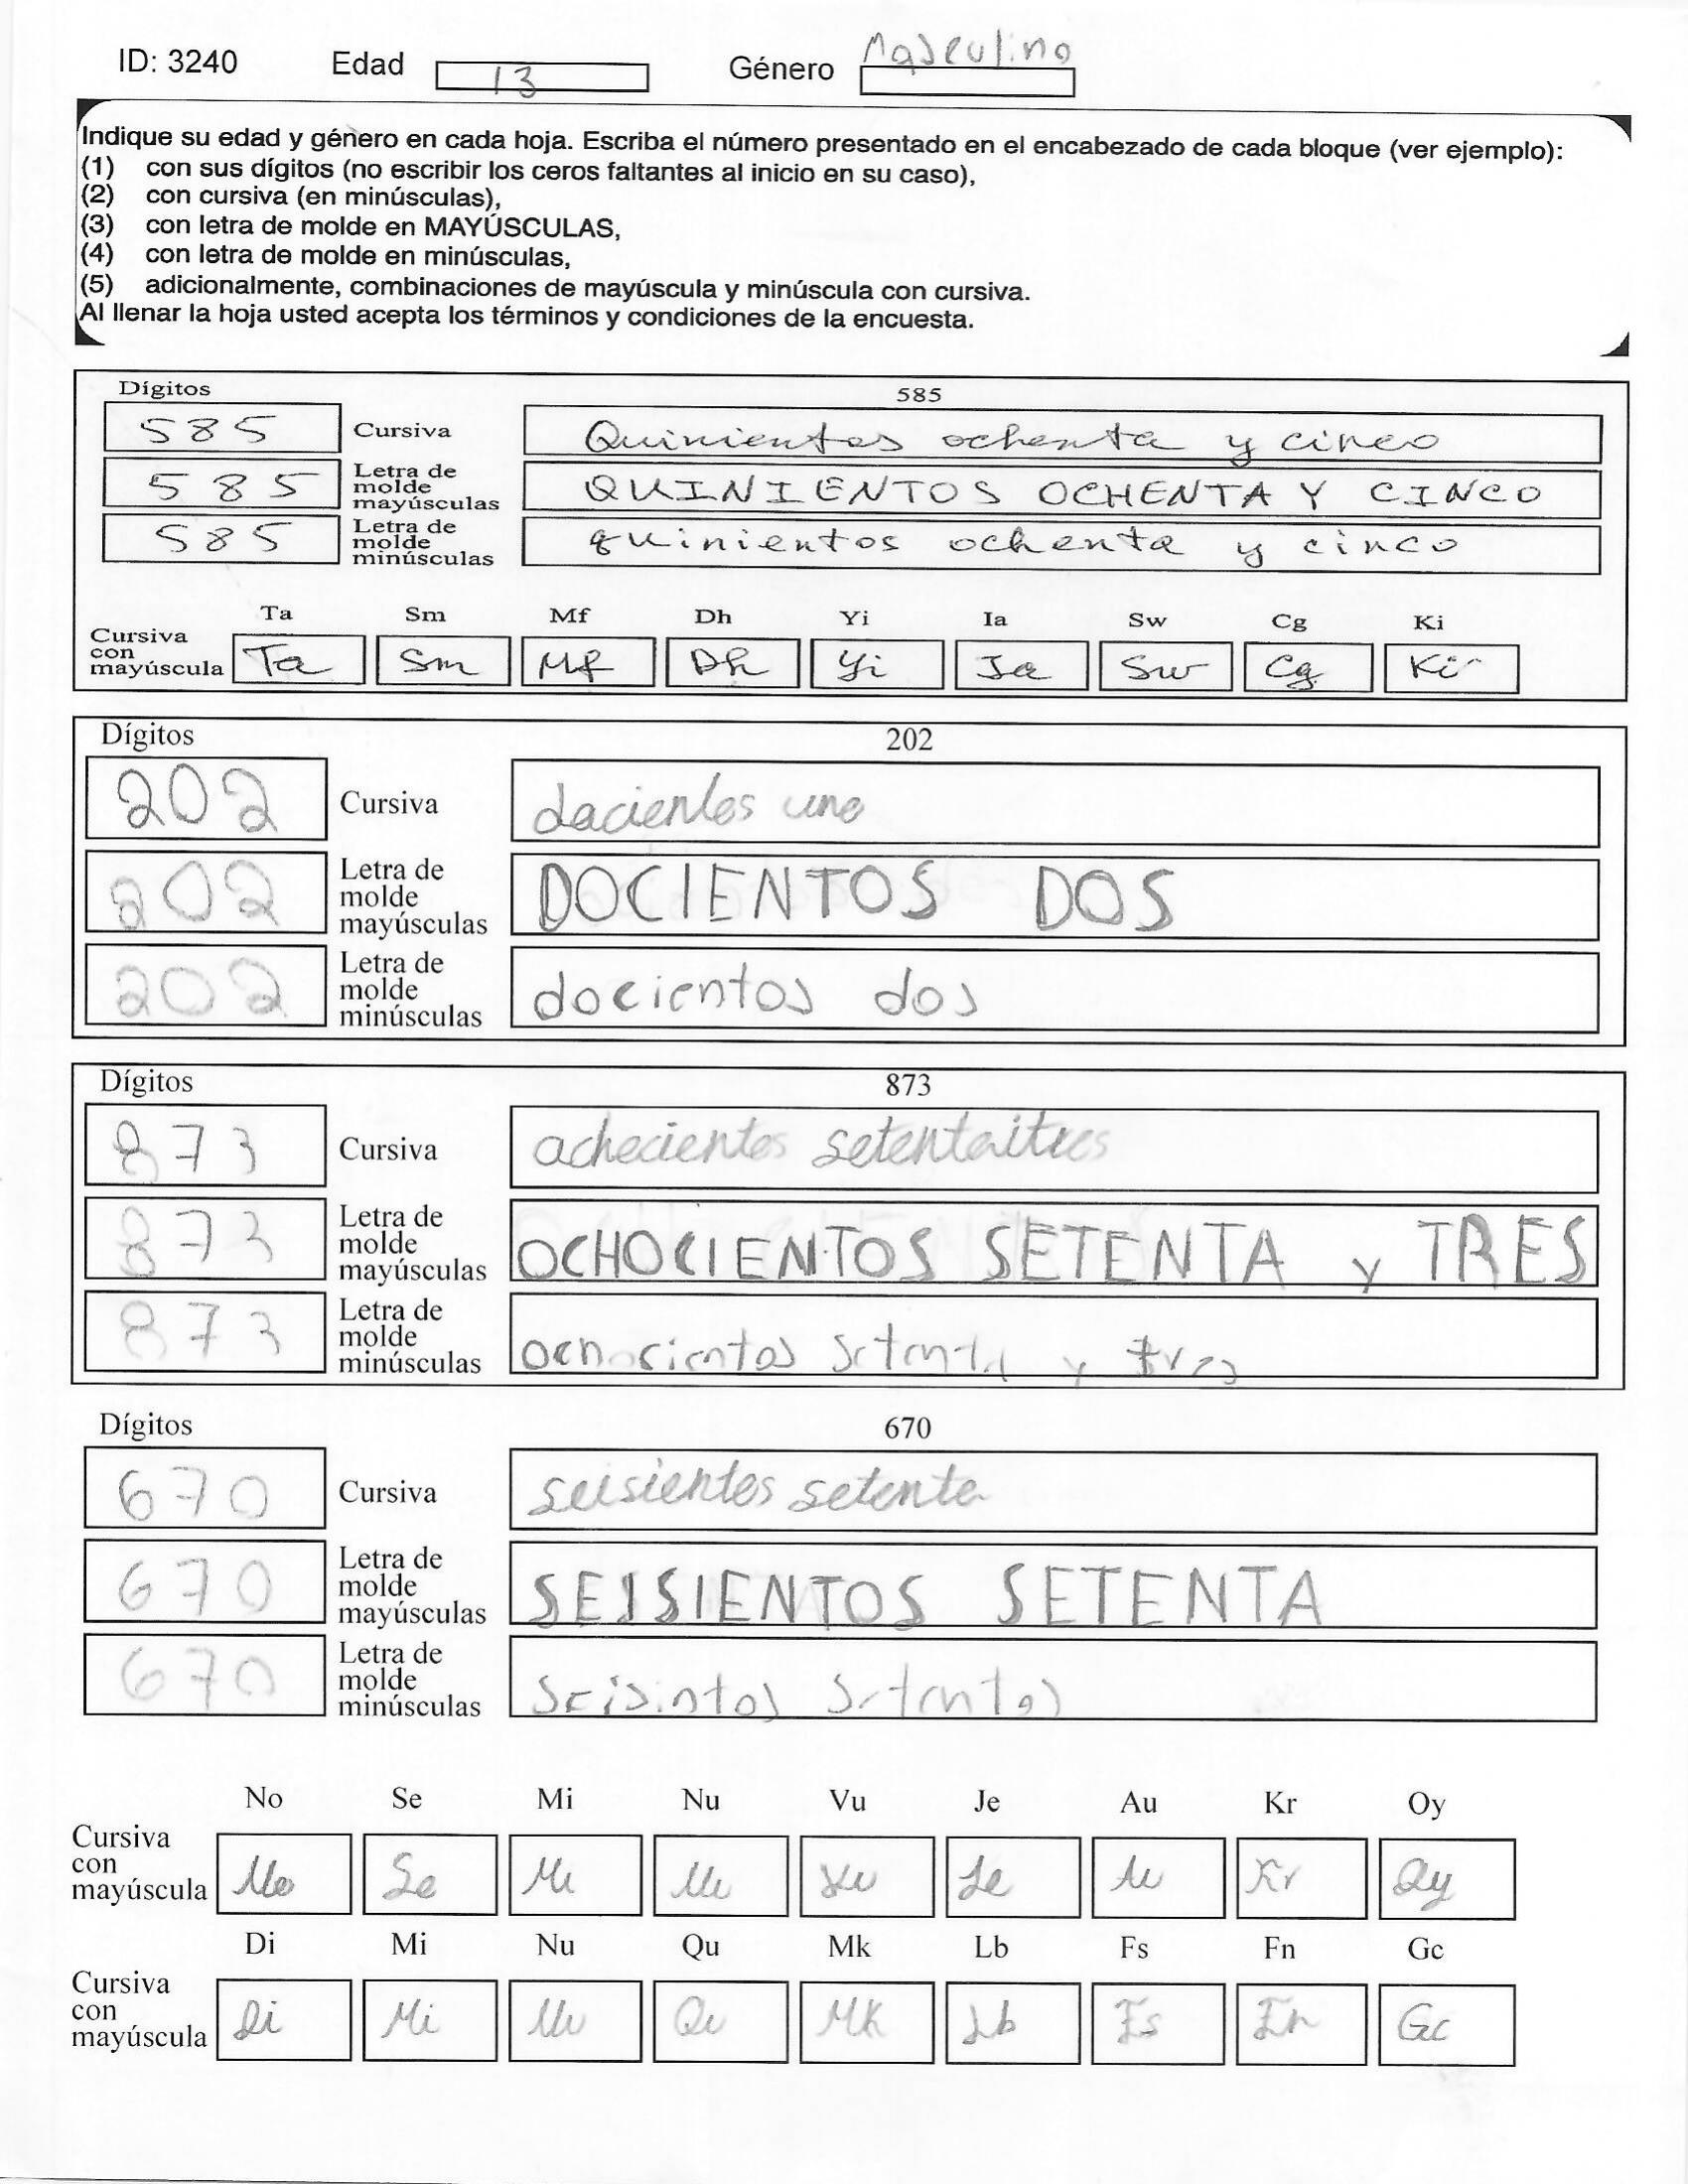 ID: 3240 Edad 13 Género Masculino
Indique su edad y género en cada hoja. Escriba el número presentado en el encabezado de cada bloque (ver ejemplo):
(1) con sus dígitos (no escribir los ceros faltantes al inicio en su caso),
(2) con cursiva (en minúsculas),
(3) con letra de molde en MAYÚSCULAS,
(4) con letra de molde en minúsculas,
(5) adicionalmente, combinaciones de mayúscula y minúscula con cursiva.
Al llenar la hoja usted acepta los términos y condiciones de la encuesta.
Dígitos 585
585 Cursiva Quinientos ochenta y cinco
585 Letra de molde mayúsculas QUINIENTOS OCHENTA Y CINCO
585 Letra de molde minúsculas quinientos ochenta y cinco
Ta Sm Mf Dh Yi Ia Sw Cg Ki
Cursiva con mayúscula Ta Sm Mf Dh Yi Ia Sw Cg Ki
Dígitos 202
202 Cursiva docientos uno
202 Letra de molde mayúsculas DOCIENTOS DOS
202 Letra de molde minúsculas docientos dos
Dígitos 873
873 Cursiva ochocientos setentaitres
873 Letra de molde mayúsculas OCHOCIENTOS SETENTA y TRES
873 Letra de molde minúsculas ochocientos setenta y tres
Dígitos 670
670 Cursiva seisientos setenta
670 Letra de molde mayúsculas SEISIENTOS SETENTA
670 Letra de molde minúsculas seisintos
No Se Mi Nu Vu Je Au Kr Oy
Cursiva con mayúscula No Se Mi Nu Vu Je Au Kr Oy
Di Mi Nu Qu Mk Lb Fs Fn Gc
Cursiva con mayúscula Di Mi Nu Qu Mk Lb Fs Fn Gc